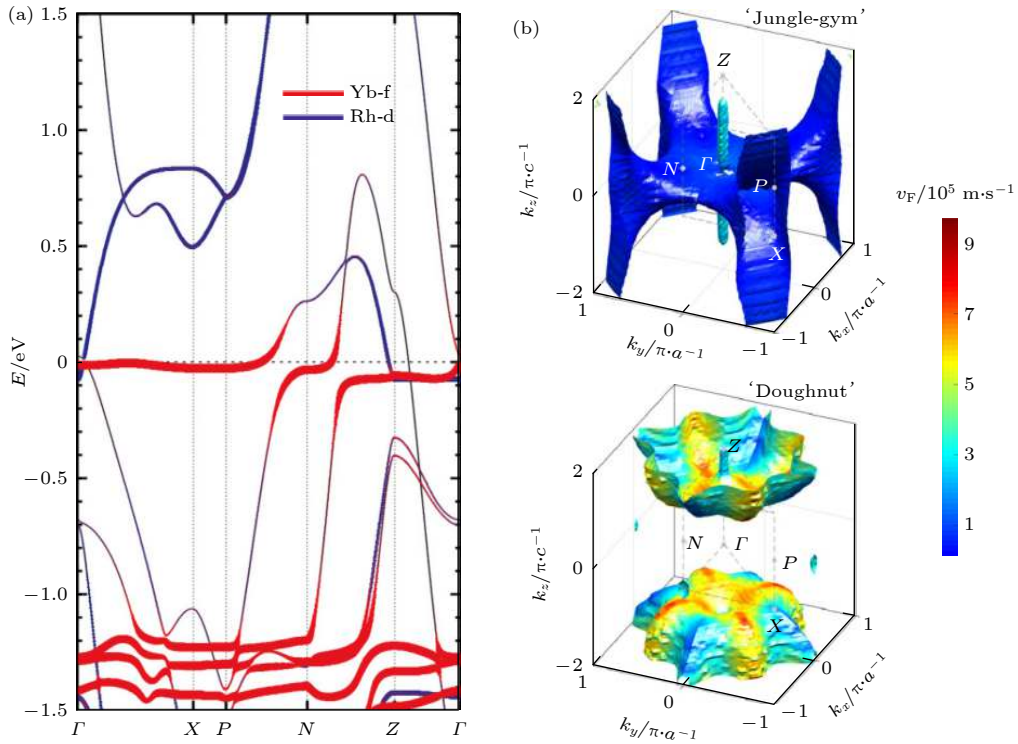 (a)
1.5
1.0
0.5
0
−0.5
−1.0
−1.5
E/eV
Yb-f
Rh-d
Γ X P N Z Γ
(b)
'Jungle-gym'
Z
N Γ
P
X
2
0
−2
k_z/π·c⁻¹
1
0
−1
k_y/π·a⁻¹
−1
0
1
k_x/π·a⁻¹
'Doughnut'
Z
N Γ
P
X
2
0
−2
k_z/π·c⁻¹
1
0
−1
k_y/π·a⁻¹
−1
0
1
k_x/π·a⁻¹
v_F/10⁵ m·s⁻¹
9
7
5
3
1